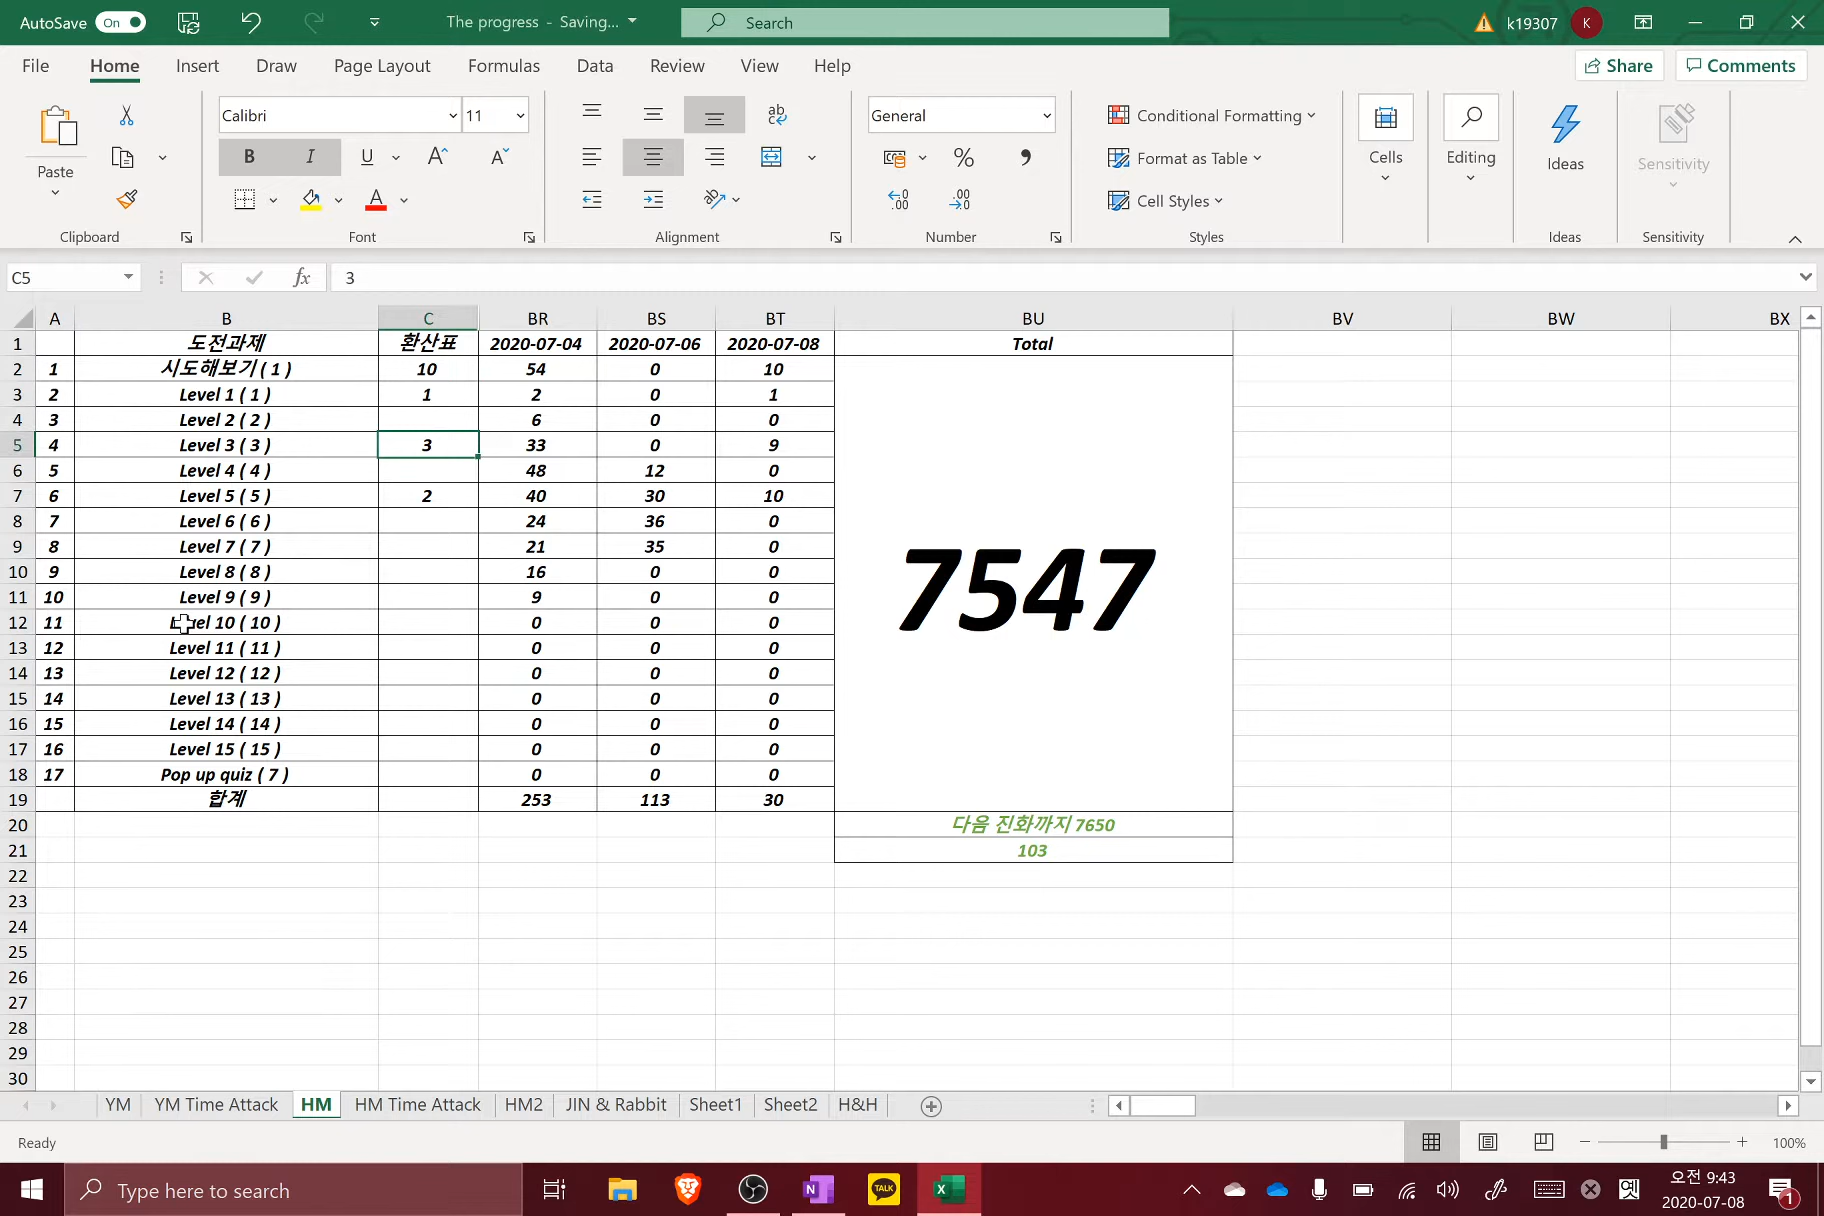 AutoSave On The progress - Saving... Search k19307 K
File Home Insert Draw Page Layout Formulas Data Review View Help Share Comments
Paste Calibri 11 General Conditional Formatting Cells Editing Ideas Sensitivity
B I U A A ab % Format as Table
A Cell Styles
Clipboard Font Alignment Number Styles Ideas Sensitivity
C5 fx 3
A B C BR BS BT BU BV BW BX
1 도전과제 환산표 2020-07-04 2020-07-06 2020-07-08 Total
2 1 시도해보기 ( 1 ) 10 54 0 10
3 2 Level 1 ( 1 ) 1 2 0 1
4 3 Level 2 ( 2 ) 6 0 0
5 4 Level 3 ( 3 ) 3 33 0 9
6 5 Level 4 ( 4 ) 48 12 0
7 6 Level 5 ( 5 ) 2 40 30 10
8 7 Level 6 ( 6 ) 24 36 0
9 8 Level 7 ( 7 ) 21 35 0
7547
10 9 Level 8 ( 8 ) 16 0 0
11 10 Level 9 ( 9 ) 9 0 0
12 11 Level 10 ( 10 ) 0 0 0
13 12 Level 11 ( 11 ) 0 0 0
14 13 Level 12 ( 12 ) 0 0 0
15 14 Level 13 ( 13 ) 0 0 0
16 15 Level 14 ( 14 ) 0 0 0
17 16 Level 15 ( 15 ) 0 0 0
18 17 Pop up quiz ( 7 ) 0 0 0
19 합계 253 113 30
20 다음 진화까지 7650
21 103
22
23
24
25
26
27
28
29
30
YM YM Time Attack HM HM Time Attack HM2 JIN & Rabbit Sheet1 Sheet2 H&H
Ready 100%
Type here to search N TALK X 옛 오전 9:43
2020-07-08 1